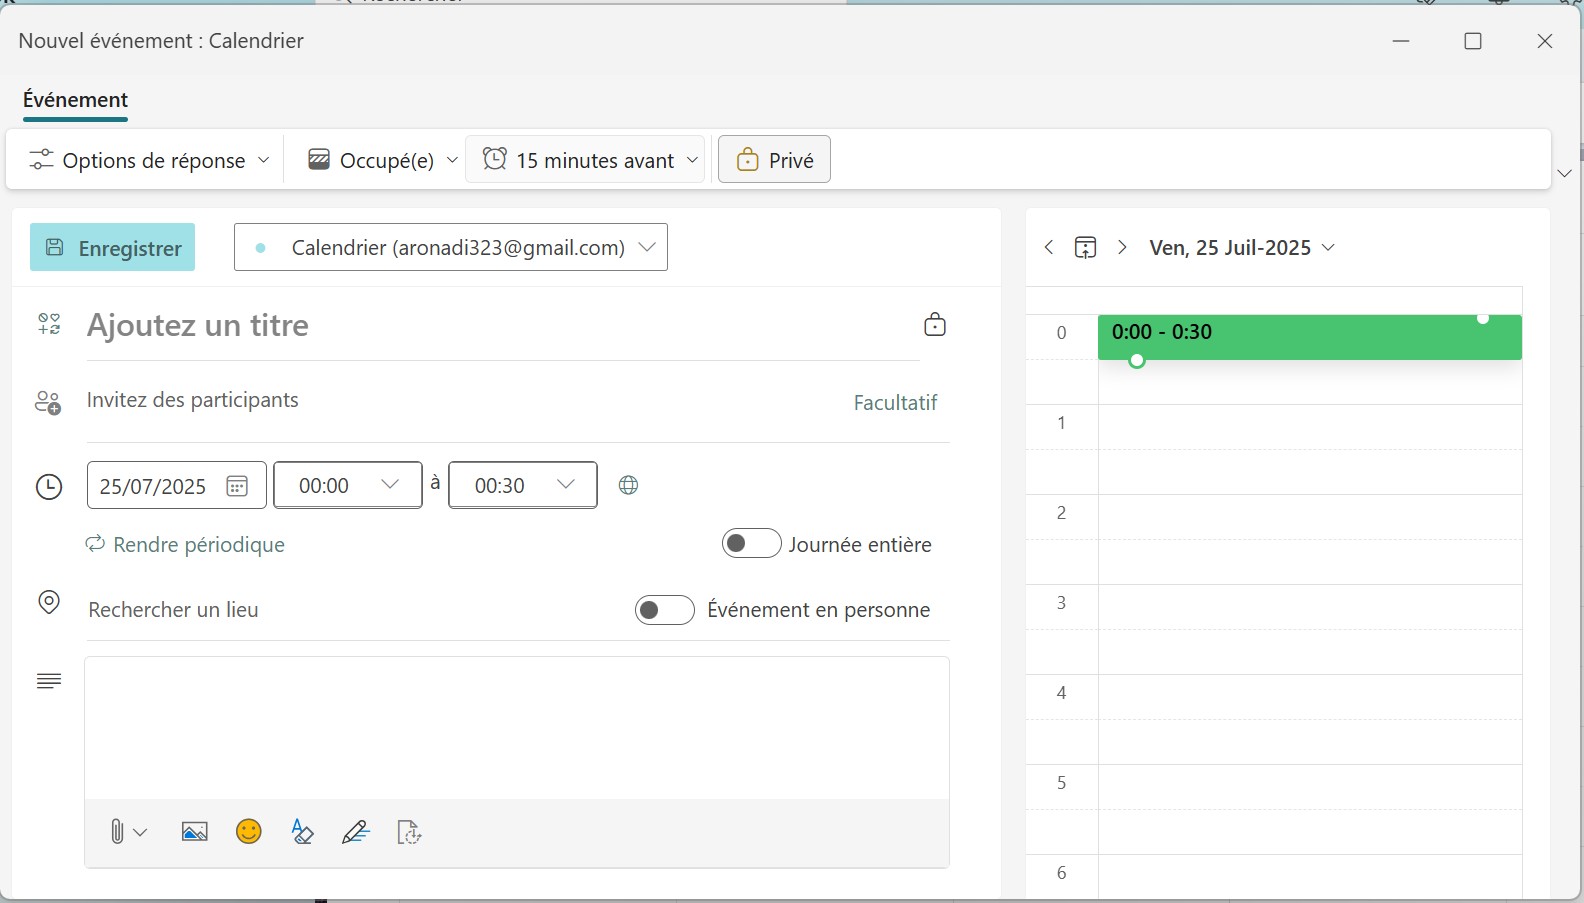 Nouvel événement : Calendrier
Événement
Options de réponse
Occupé(e)
15 minutes avant
Privé
Enregistrer
Calendrier (aronadi323@gmail.com)
Ven, 25 Juil-2025
Ajoutez un titre
Invitez des participants
Facultatif
25/07/2025
00:00
à
00:30
Rendre périodique
Journée entière
Rechercher un lieu
Événement en personne
0
0:00 - 0:30
1
2
3
4
5
6